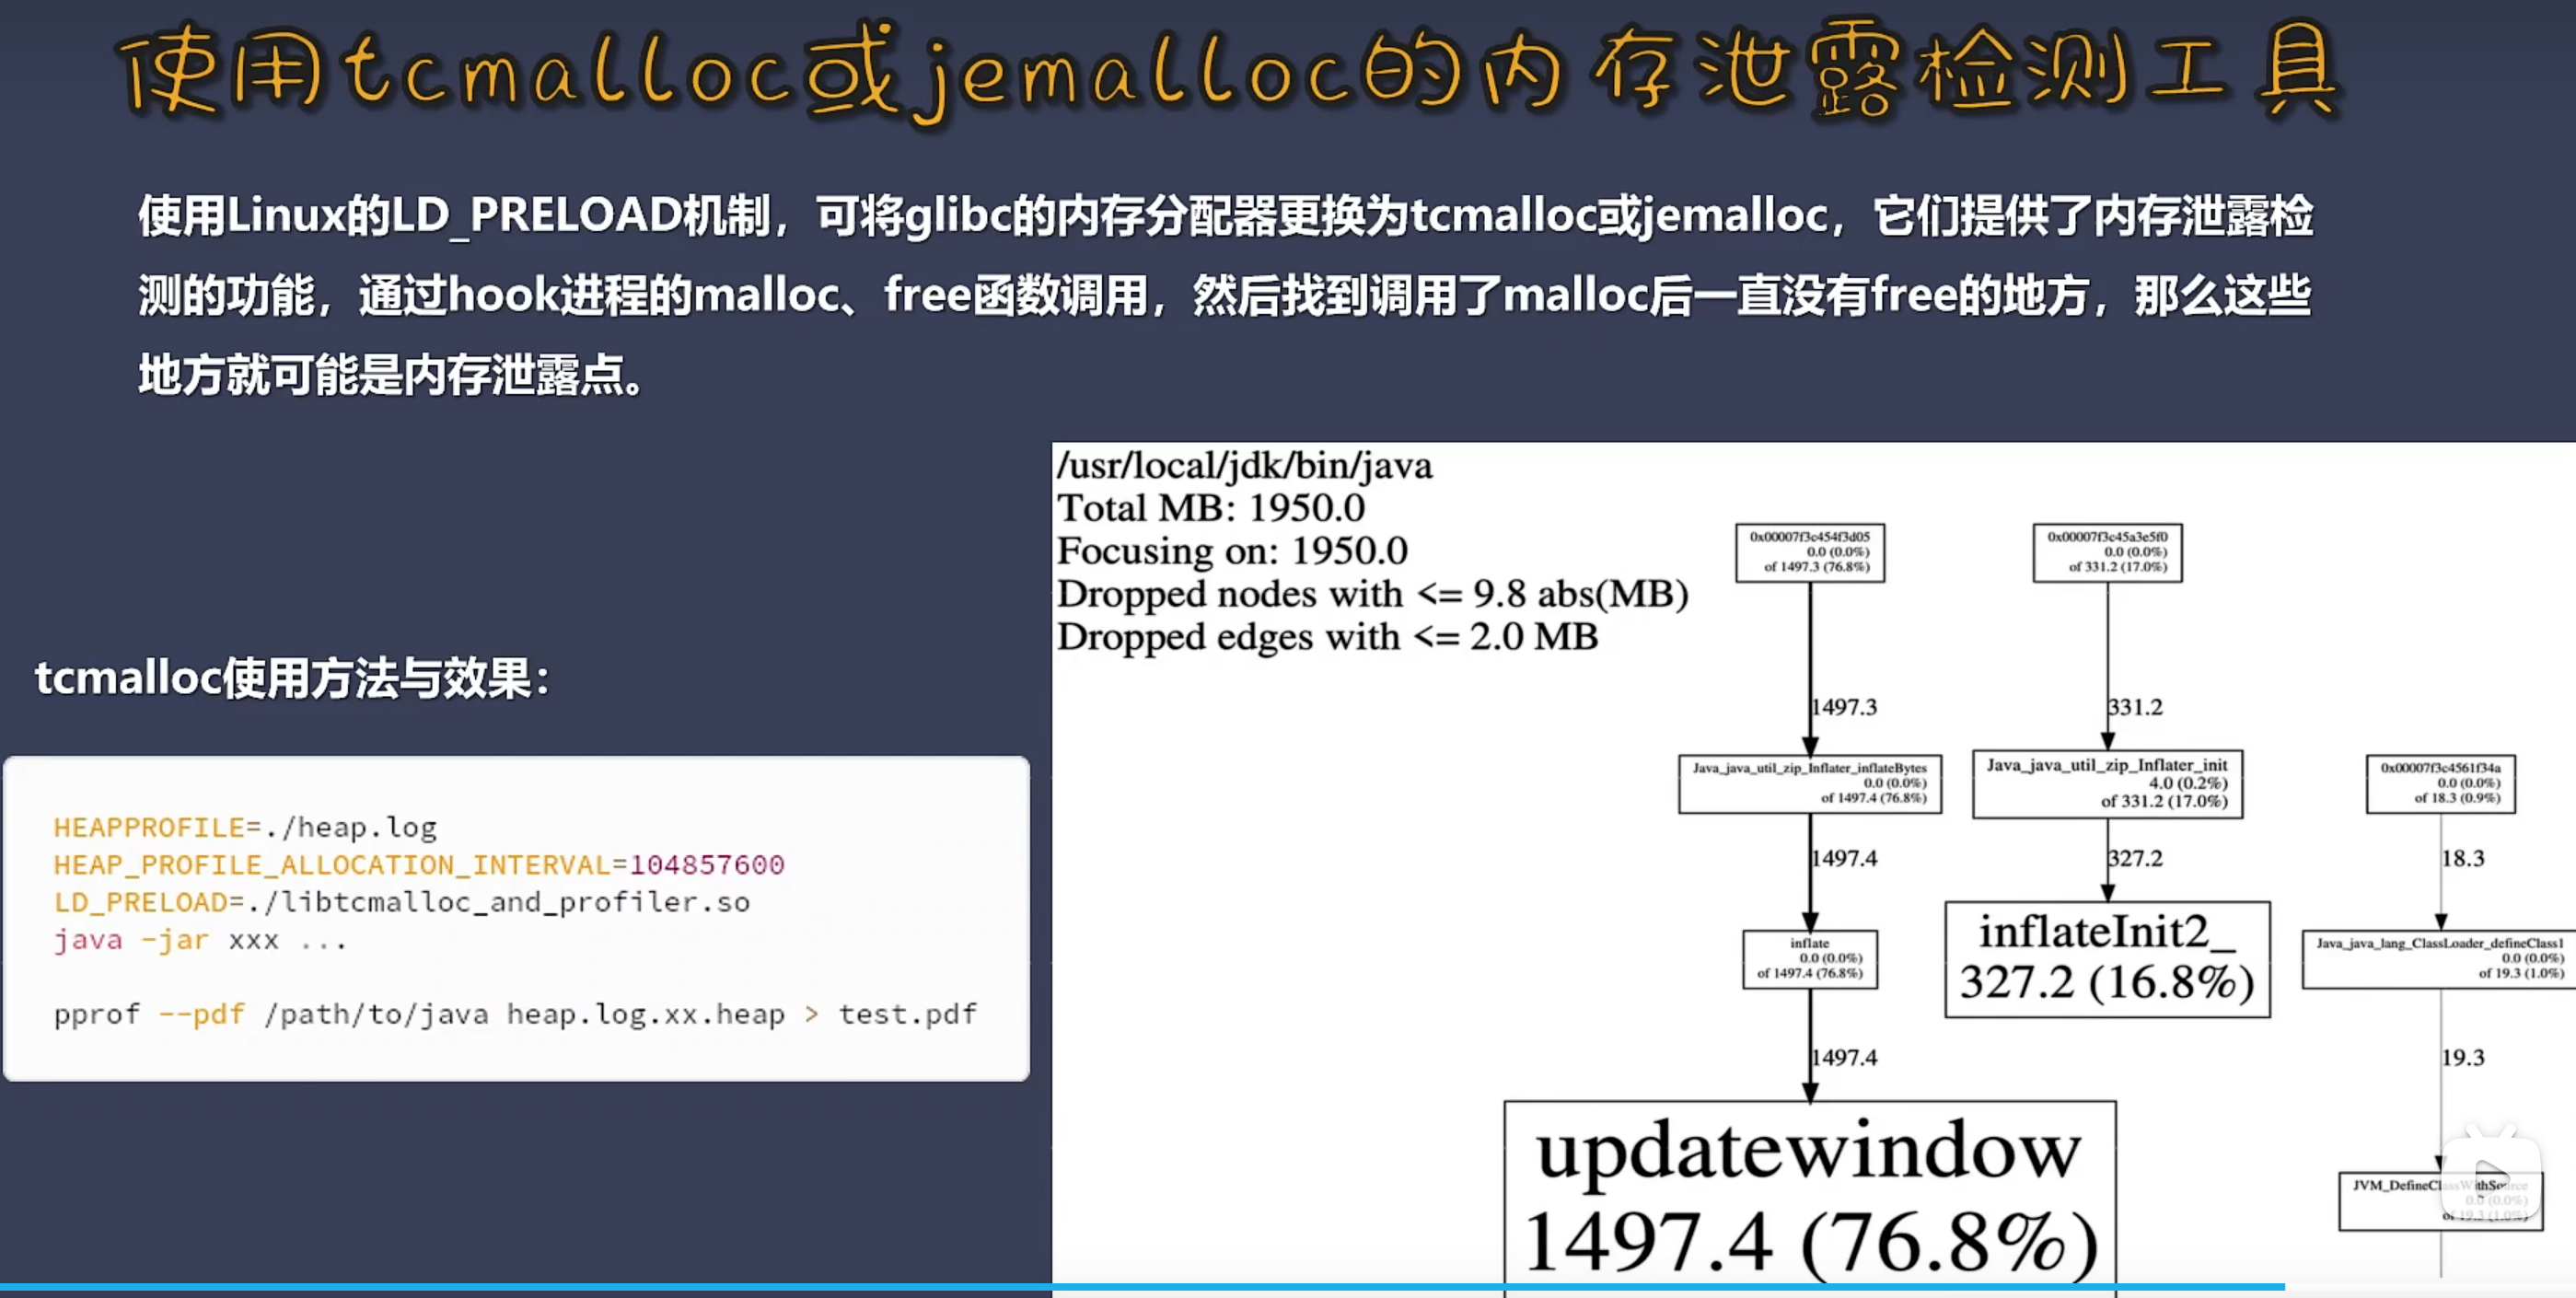 使用tcmalloc或jemalloc的内存泄露检测工具
使用Linux的LD_PRELOAD机制，可将glibc的内存分配器更换为tcmalloc或jemalloc，它们提供了内存泄露检
测的功能，通过hook进程的malloc、free函数调用，然后找到调用了malloc后一直没有free的地方，那么这些
地方就可能是内存泄露点。
tcmalloc使用方法与效果：
HEAPPROFILE=./heap.log
HEAP_PROFILE_ALLOCATION_INTERVAL=104857600
LD_PRELOAD=./libtcmalloc_and_profiler.so
java -jar xxx ...
pprof --pdf /path/to/java heap.log.xx.heap > test.pdf
/usr/local/jdk/bin/java
Total MB: 1950.0
Focusing on: 1950.0
Dropped nodes with <= 9.8 abs(MB)
Dropped edges with <= 2.0 MB
0x00007f3c454f3d05
0.0 (0.0%)
of 1497.3 (76.8%)
1497.3
Java_java_util_zip_Inflater_inflateBytes
0.0 (0.0%)
of 1497.4 (76.8%)
1497.4
inflate
0.0 (0.0%)
of 1497.4 (76.8%)
1497.4
updatewindow
1497.4 (76.8%)
0x00007f3c45a3e5f0
0.0 (0.0%)
of 331.2 (17.0%)
331.2
Java_java_util_zip_Inflater_init
4.0 (0.2%)
of 331.2 (17.0%)
327.2
inflateInit2_
327.2 (16.8%)
0x00007f3c4561f34a
0.0 (0.0%)
of 18.3 (0.9%)
18.3
Java_java_lang_ClassLoader_defineClass1
0.0 (0.0%)
of 19.3 (1.0%)
19.3
JVM_DefineClassWithSource
0.0 (0.0%)
of 19.3 (1.0%)